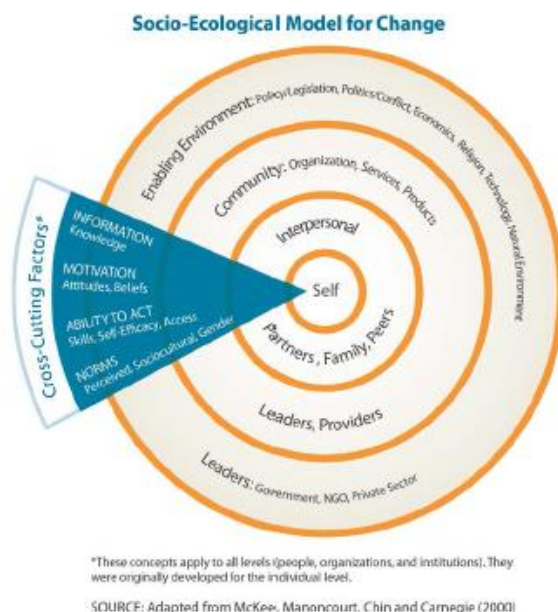 Socio-Ecological Model for Change
Enabling Environment: Policy/Legislation, Politics/Conflict, Economics, Religion, Technology, Natural Environment
Community: Organization, Services, Products
Interpersonal
Self
Partners, Family, Peers
Leaders, Providers
Leaders: Government, NGO, Private Sector
Cross-Cutting Factors*
INFORMATION
Knowledge
MOTIVATION
Attitudes, Beliefs
ABILITY TO ACT
Skills, Self-Efficacy, Access
NORMS
Perceived, Sociocultural, Gender
*These concepts apply to all levels (people, organizations, and institutions). They
were originally developed for the individual level.
SOURCE: Adapted from McKee, Manoncourt, Chin and Carnegie (2000)